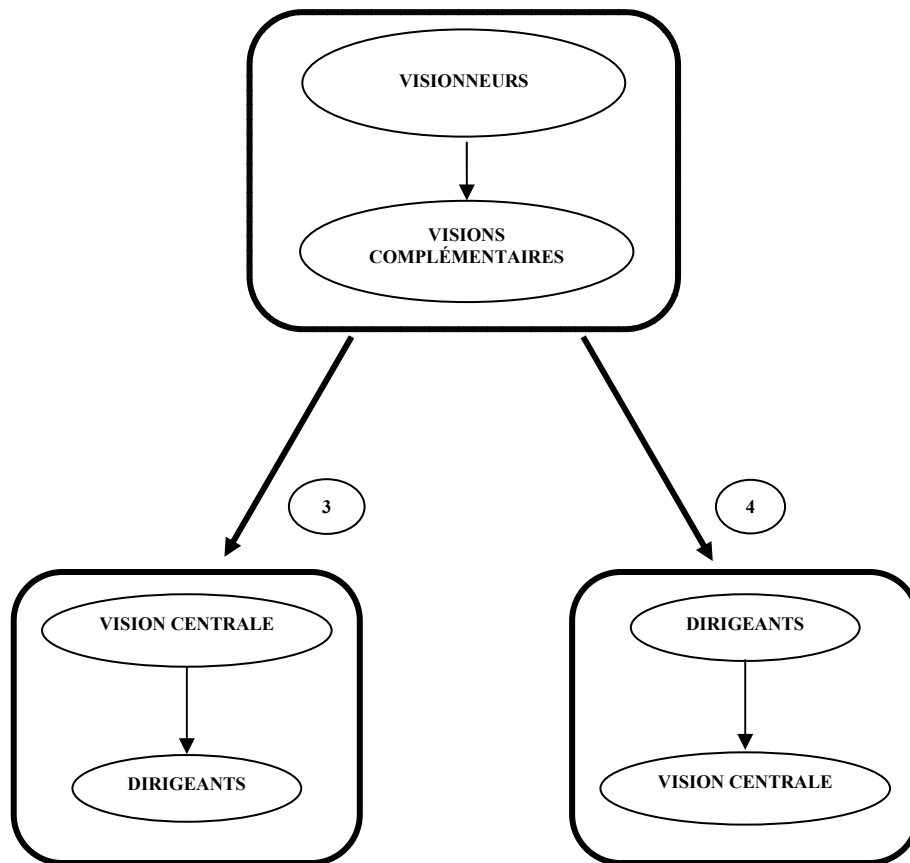 VISIONNEURS
VISIONS
COMPLÉMENTAIRES
3
4
VISION CENTRALE
DIRIGEANTS
DIRIGEANTS
VISION CENTRALE